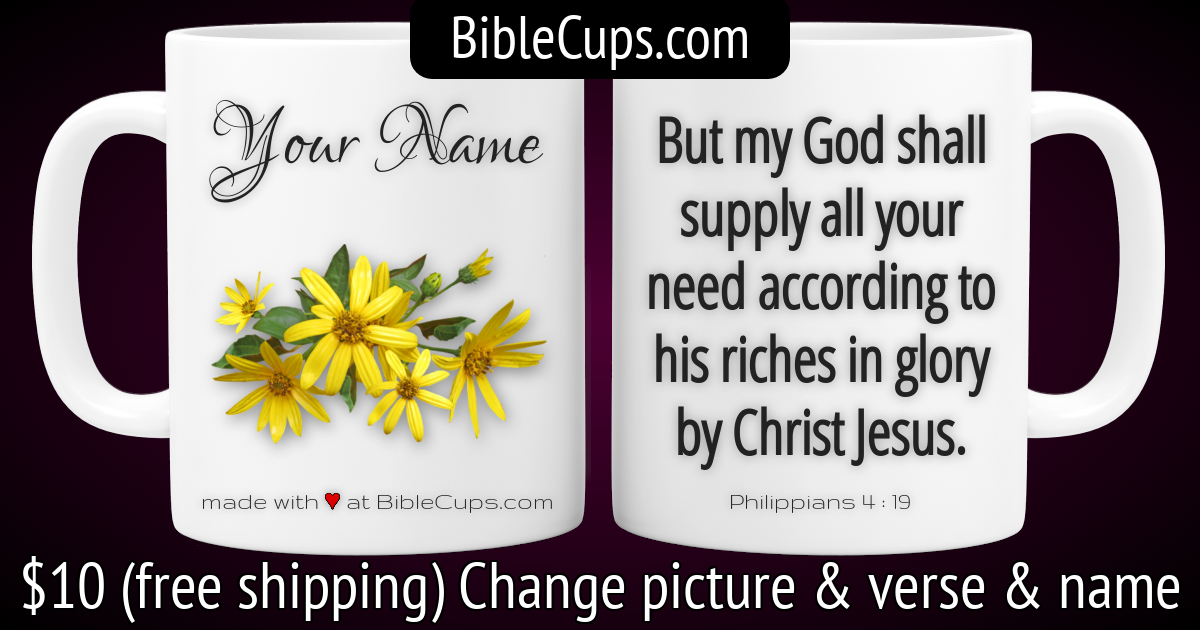 BibleCups.com
Your Name
made with ♥ at BibleCups.com
But my God shall
supply all your
need according to
his riches in glory
by Christ Jesus.
Philippians 4 : 19
$10 (free shipping) Change picture & verse & name